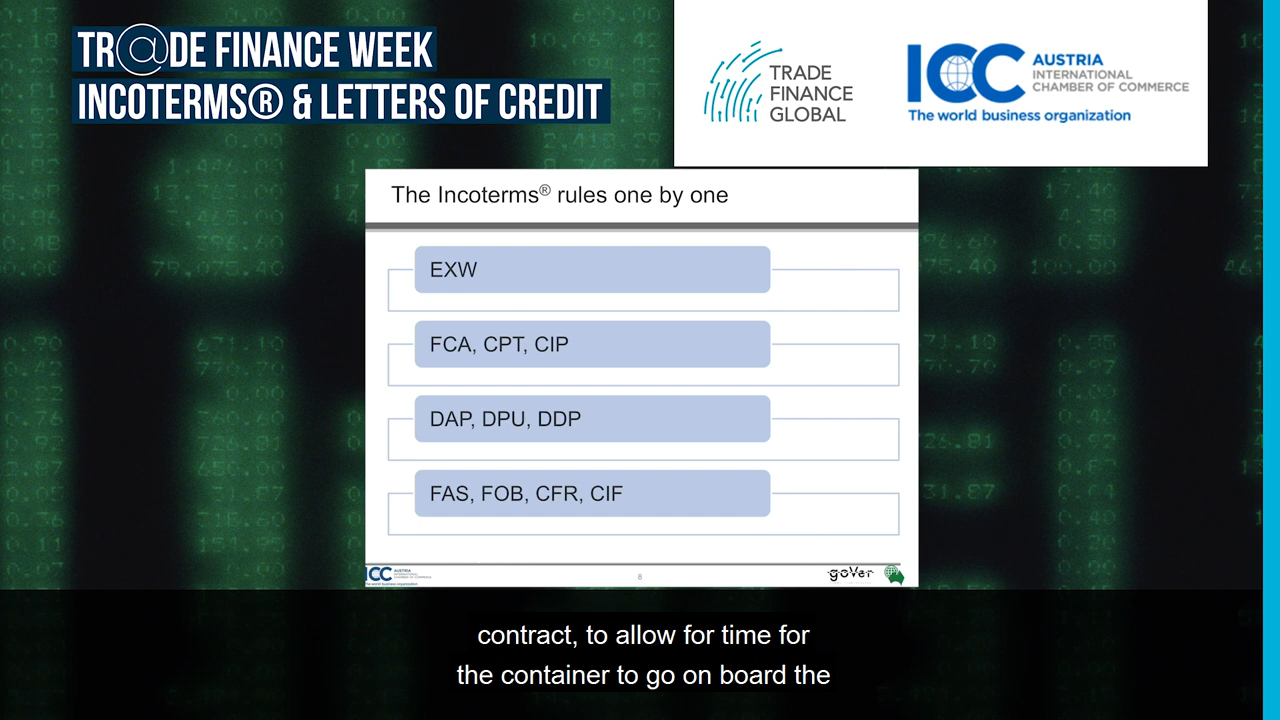 TR@DE FINANCE WEEK
INCOTERMS® & LETTERS OF CREDIT
TRADE
FINANCE
GLOBAL
ICC AUSTRIA
INTERNATIONAL
CHAMBER OF COMMERCE
The world business organization
The Incoterms® rules one by one
EXW
FCA, CPT, CIP
DAP, DPU, DDP
FAS, FOB, CFR, CIF
ICC
8
goVer
contract, to allow for time for
the container to go on board the